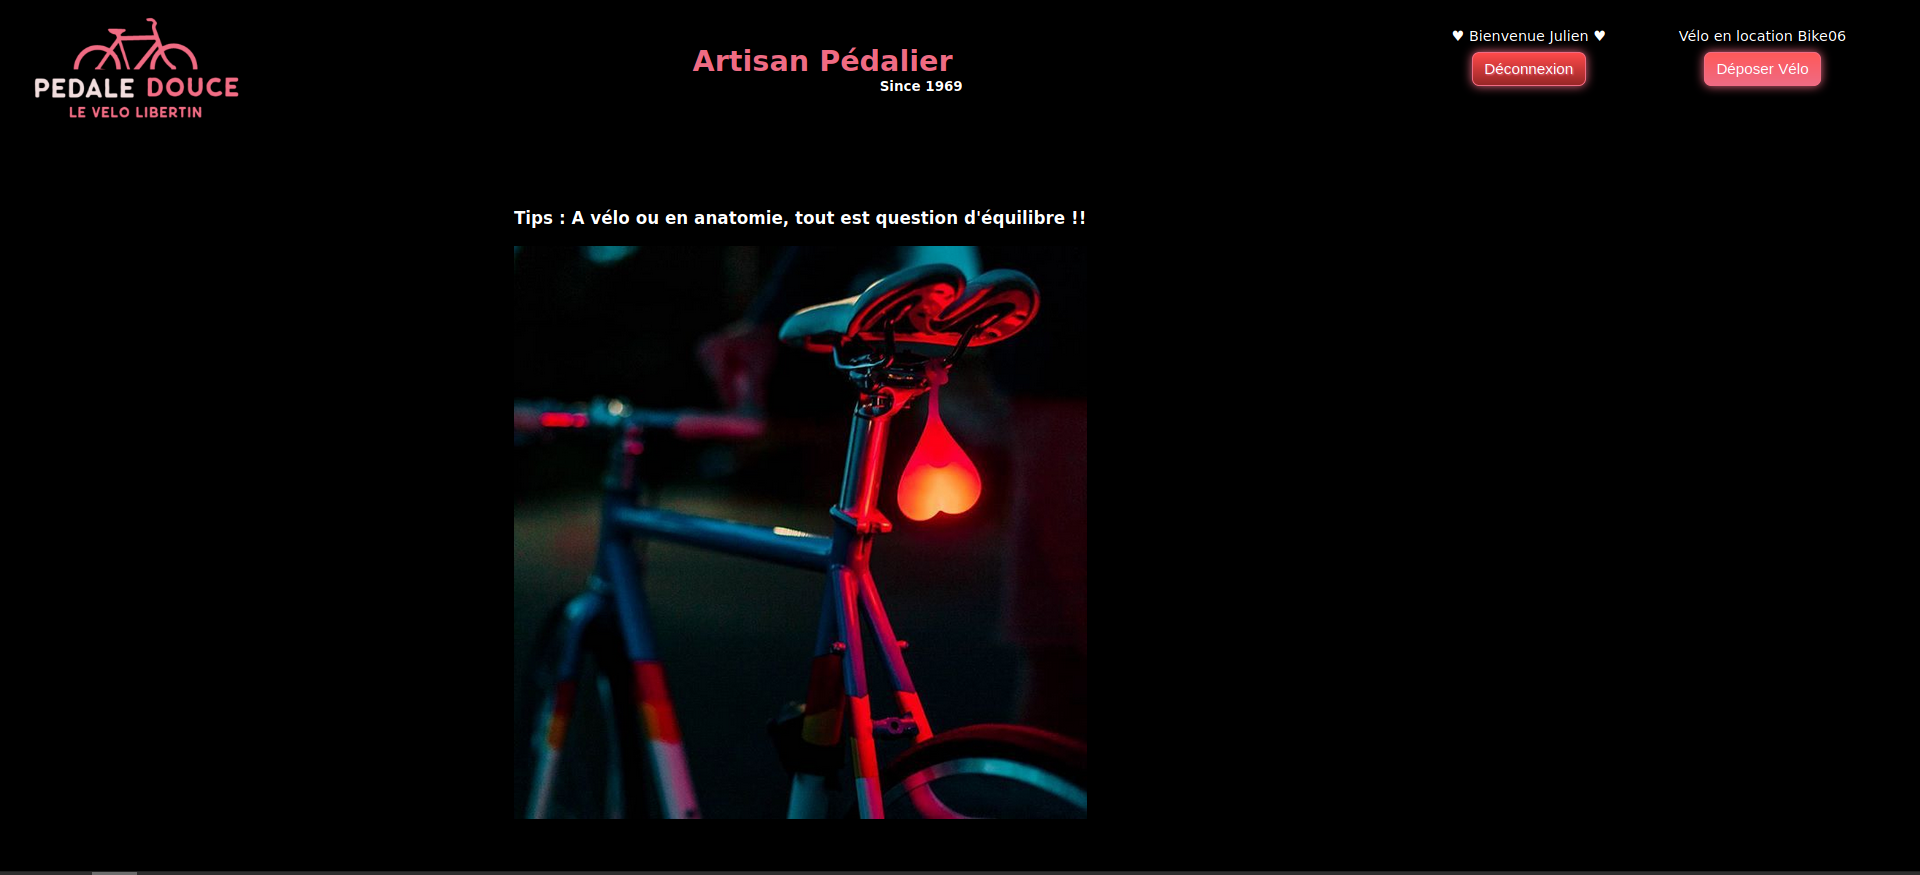 PEDALE DOUCE
LE VELO LIBERTIN
Artisan Pédalier
Since 1969
♥ Bienvenue Julien ♥
Déconnexion
Vélo en location Bike06
Déposer Vélo
Tips : A vélo ou en anatomie, tout est question d'équilibre !!